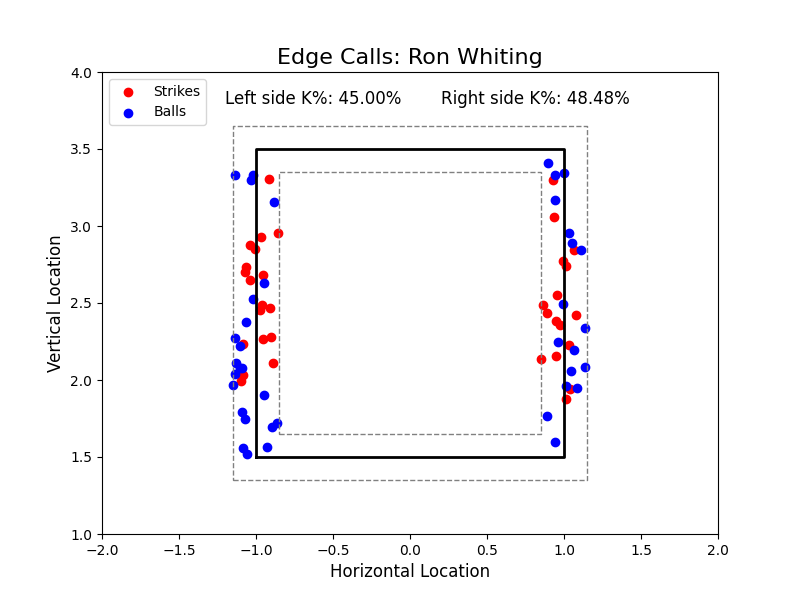 Edge Calls: Ron Whiting
Strikes
Balls
Left side K%: 45.00%
Right side K%: 48.48%
4.0
3.5
3.0
2.5
2.0
1.5
1.0
Vertical Location
−2.0
−1.5
−1.0
−0.5
0.0
0.5
1.0
1.5
2.0
Horizontal Location